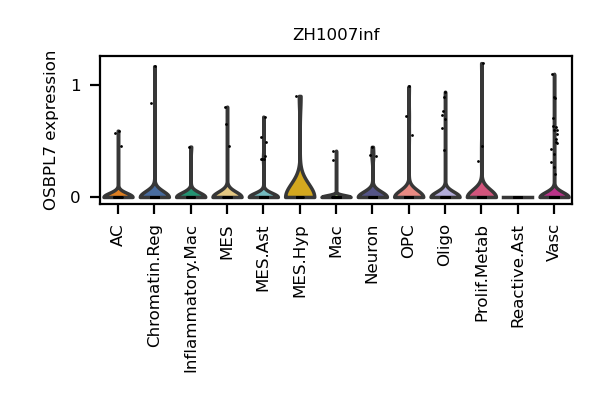 ZH1007inf
OSBPL7 expression
1
0
AC
Chromatin.Reg
Inflammatory.Mac
MES
MES.Ast
MES.Hyp
Mac
Neuron
OPC
Oligo
Prolif.Metab
Reactive.Ast
Vasc